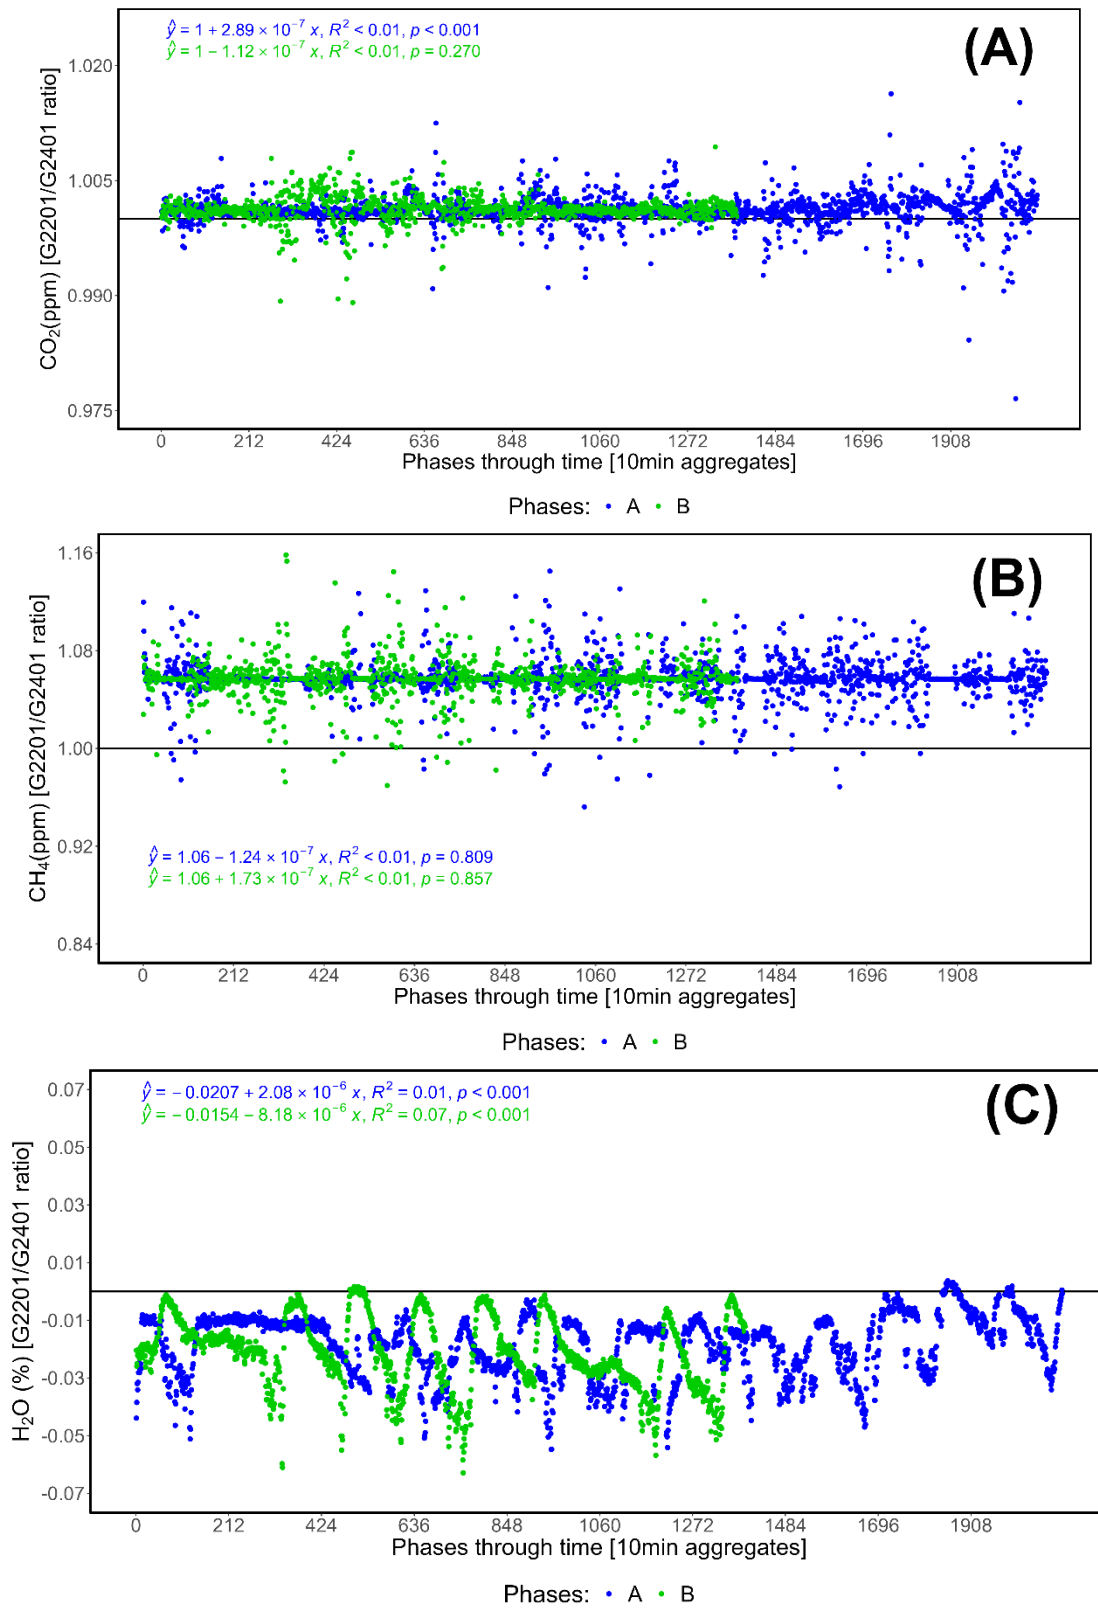 ŷ = 1 + 2.89 × 10⁻⁷ x, R² < 0.01, p < 0.001
ŷ = 1 − 1.12 × 10⁻⁷ x, R² < 0.01, p = 0.270
(A)
CO₂(ppm) [G2201/G2401 ratio]
1.020
1.005
0.990
0.975
0 212 424 636 848 1060 1272 1484 1696 1908
Phases through time [10min aggregates]
Phases: A B
(B)
CH₄(ppm) [G2201/G2401 ratio]
1.16
1.08
1.00
0.92
0.84
ŷ = 1.06 − 1.24 × 10⁻⁷ x, R² < 0.01, p = 0.809
ŷ = 1.06 + 1.73 × 10⁻⁷ x, R² < 0.01, p = 0.857
0 212 424 636 848 1060 1272 1484 1696 1908
Phases through time [10min aggregates]
Phases: A B
ŷ = − 0.0207 + 2.08 × 10⁻⁶ x, R² = 0.01, p < 0.001
ŷ = − 0.0154 − 8.18 × 10⁻⁶ x, R² = 0.07, p < 0.001
(C)
H₂O (%) [G2201/G2401 ratio]
0.07
0.05
0.03
0.01
-0.01
-0.03
-0.05
-0.07
0 212 424 636 848 1060 1272 1484 1696 1908
Phases through time [10min aggregates]
Phases: A B